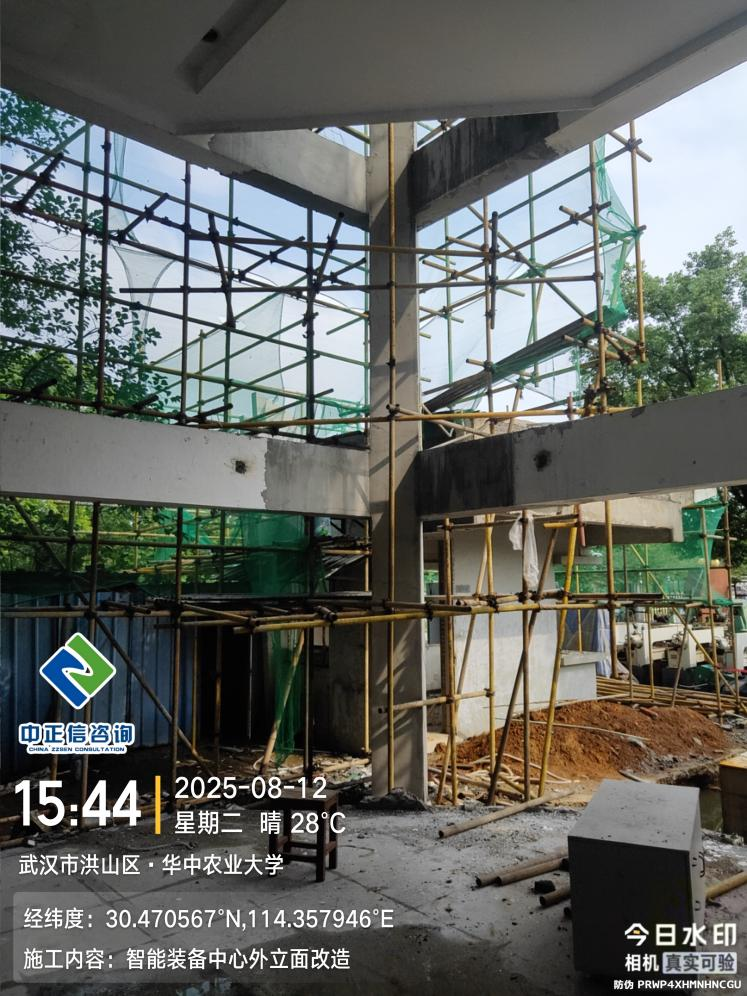 中正信咨询
CHINA ZZSEN CONSULTATION
15:44
2025-08-12
星期二 晴 28℃
武汉市洪山区·华中农业大学
经纬度：30.470567°N,114.357946°E
施工内容：智能装备中心外立面改造
今日水印
相机 真实可验
防伪 PRWP4XHMNHNCGU